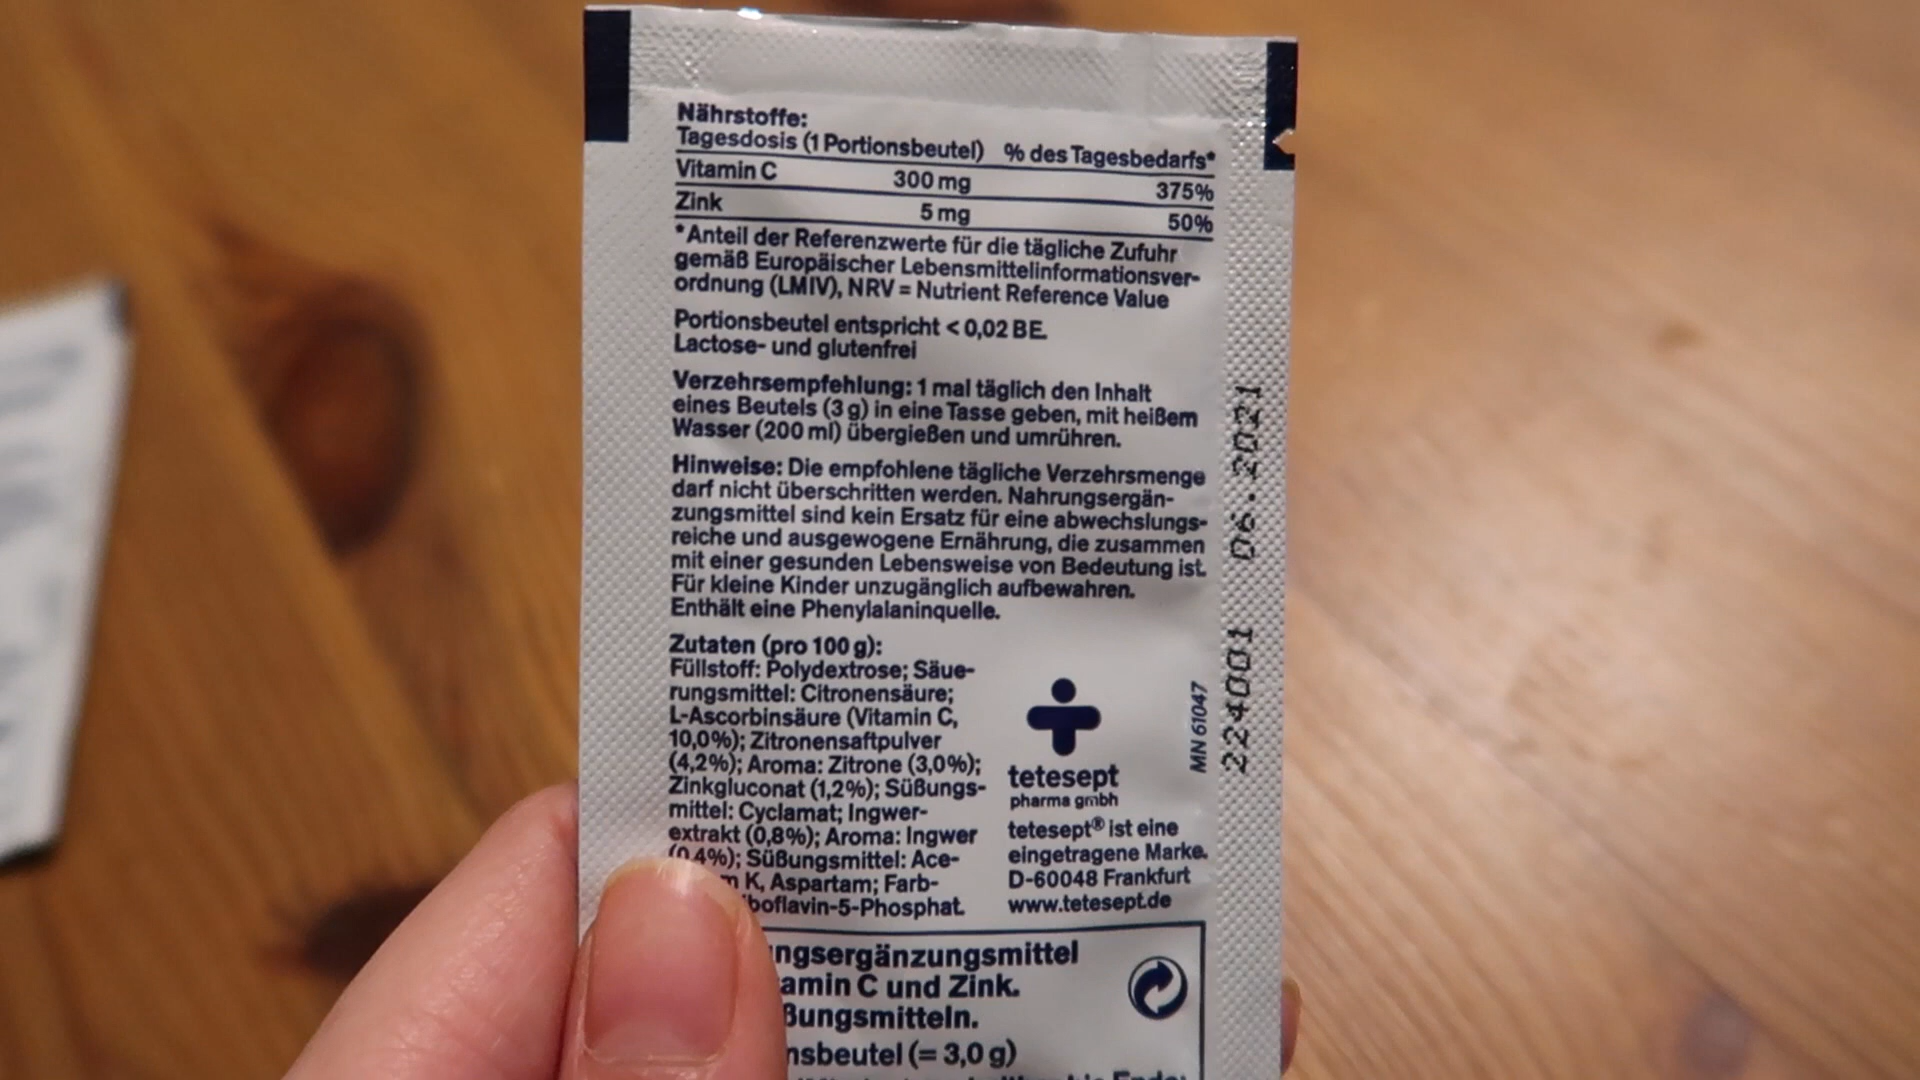 Nährstoffe:
Tagesdosis (1 Portionsbeutel) % des Tagesbedarfs*
Vitamin C 300 mg 375%
Zink 5 mg 50%
*Anteil der Referenzwerte für die tägliche Zufuhr
gemäß Europäischer Lebensmittelinformationsver-
ordnung (LMIV), NRV = Nutrient Reference Value
Portionsbeutel entspricht < 0,02 BE.
Lactose- und glutenfrei
Verzehrsempfehlung: 1 mal täglich den Inhalt
eines Beutels (3 g) in eine Tasse geben, mit heißem
Wasser (200 ml) übergießen und umrühren.
Hinweise: Die empfohlene tägliche Verzehrsmenge
darf nicht überschritten werden. Nahrungsergän-
zungsmittel sind kein Ersatz für eine abwechslungs-
reiche und ausgewogene Ernährung, die zusammen
mit einer gesunden Lebensweise von Bedeutung ist.
Für kleine Kinder unzugänglich aufbewahren.
Enthält eine Phenylalaninquelle.
Zutaten (pro 100 g):
Füllstoff: Polydextrose; Säue-
rungsmittel: Citronensäure;
L-Ascorbinsäure (Vitamin C,
10,0%); Zitronensaftpulver
(4,2%); Aroma: Zitrone (3,0%);
Zinkgluconat (1,2%); Süßungs-
mittel: Cyclamat; Ingwer-
extrakt (0,8%); Aroma: Ingwer
(0,4%); Süßungsmittel: Ace-
K, Aspartam; Farb-
boflavin-5-Phosphat.
tetesept
pharma gmbh
tetesept® ist eine
eingetragene Marke.
D-60048 Frankfurt
www.tetesept.de
MN 61047
224001 06.2021
ngsergänzungsmittel
amin C und Zink.
ßungsmitteln.
nsbeutel (= 3,0 g)